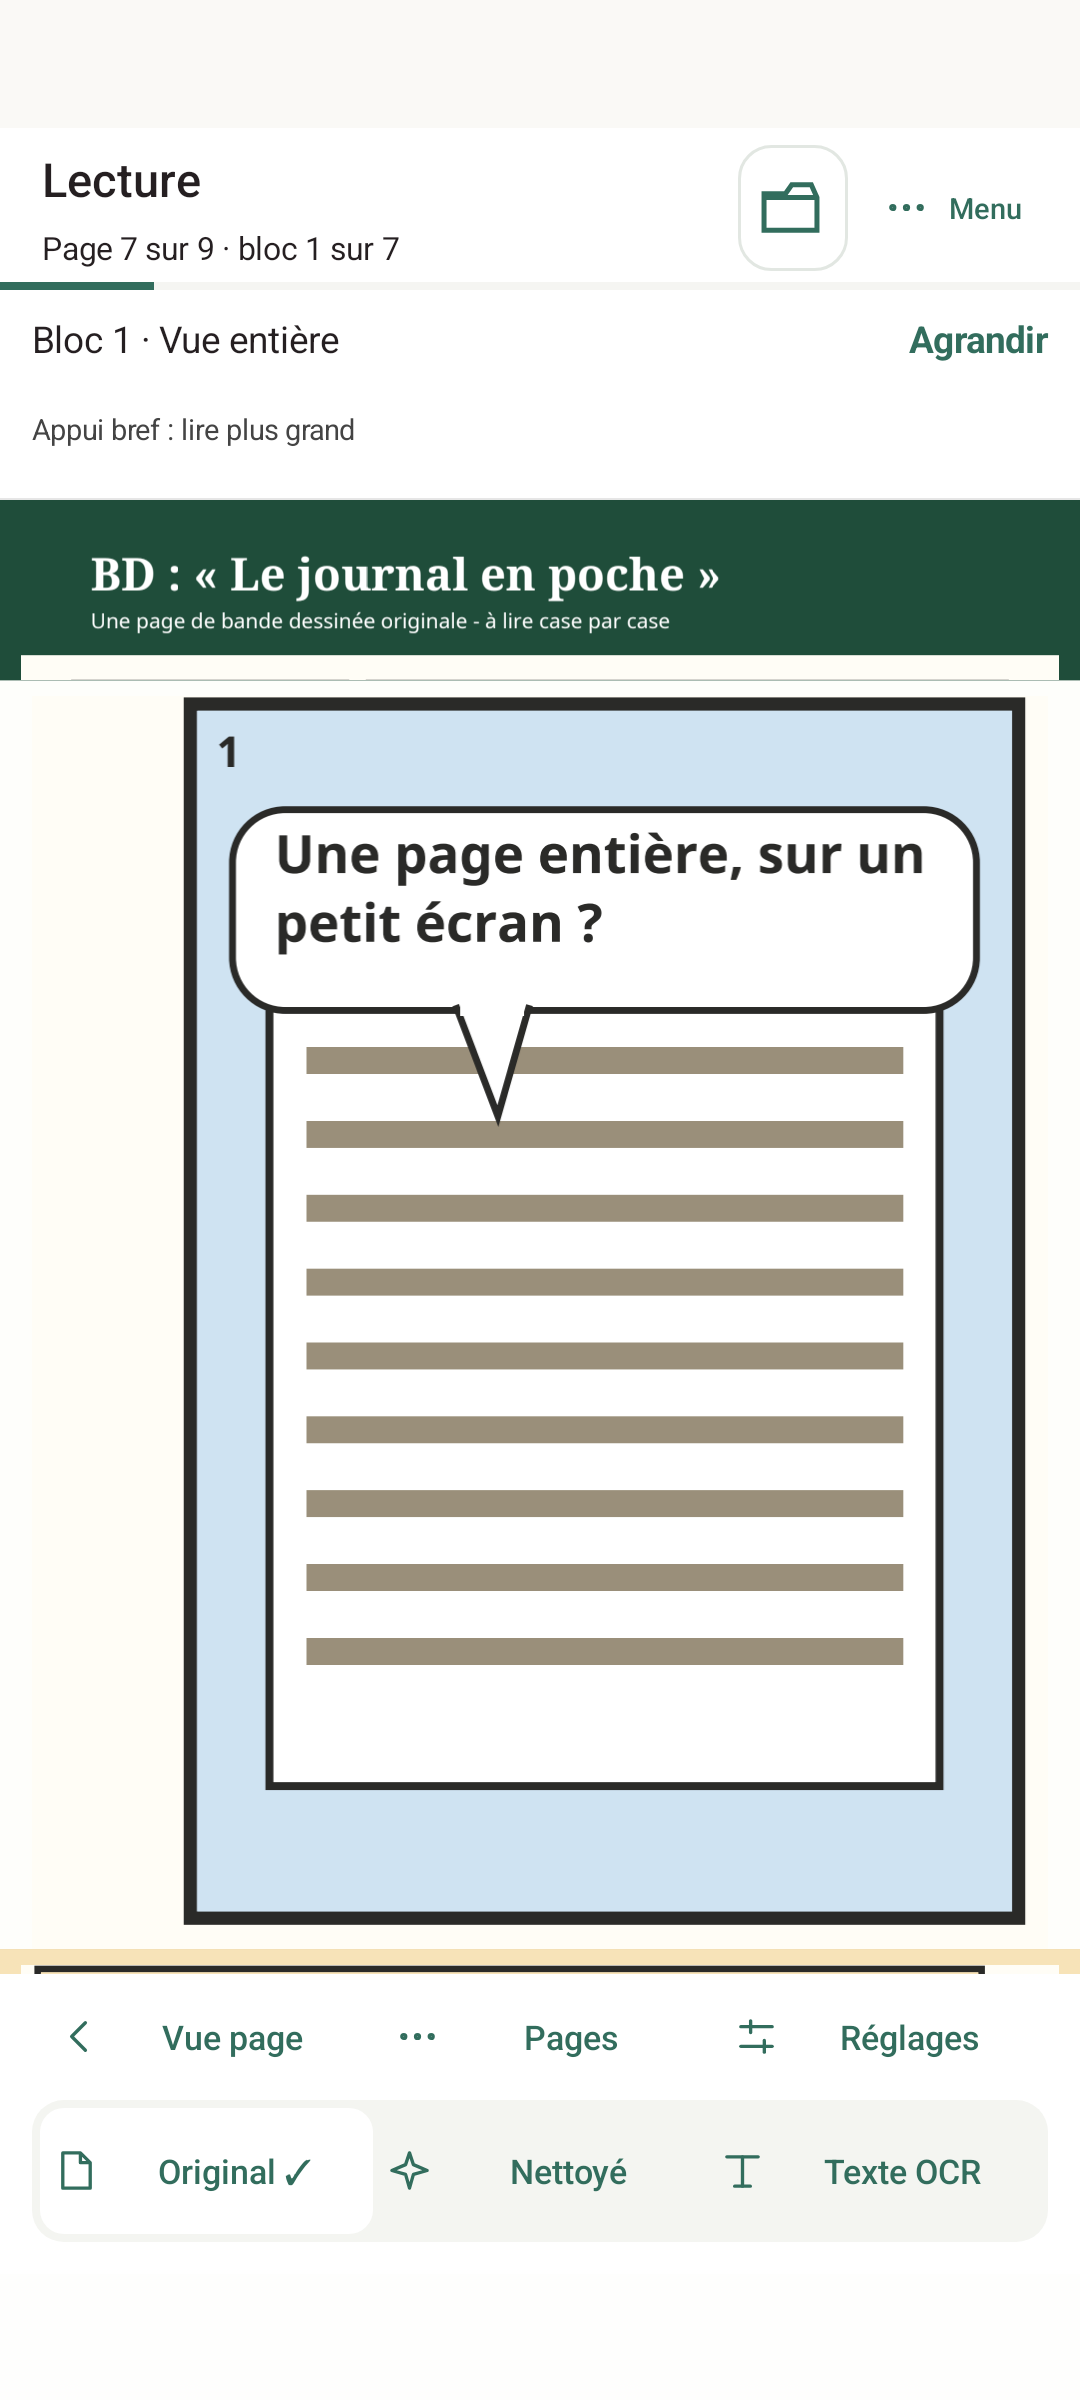 Lecture
Menu
Page 7 sur 9 · bloc 1 sur 7
Bloc 1 · Vue entière
Agrandir
Appui bref : lire plus grand
BD : « Le journal en poche »
Une page de bande dessinée originale - à lire case par case
1
Une page entière, sur un
petit écran ?
Vue page
Pages
Réglages
Original ✓
Nettoyé
Texte OCR